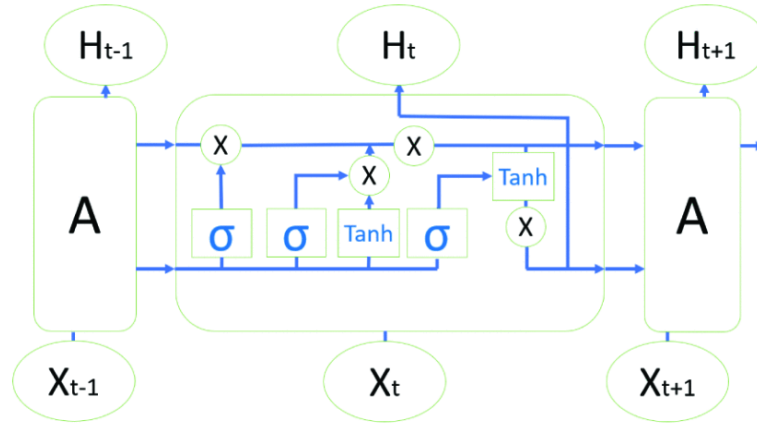 Ht-1
Ht
Ht+1
X
X
X
Tanh
A
σ
σ
Tanh
σ
X
A
Xt-1
Xt
Xt+1